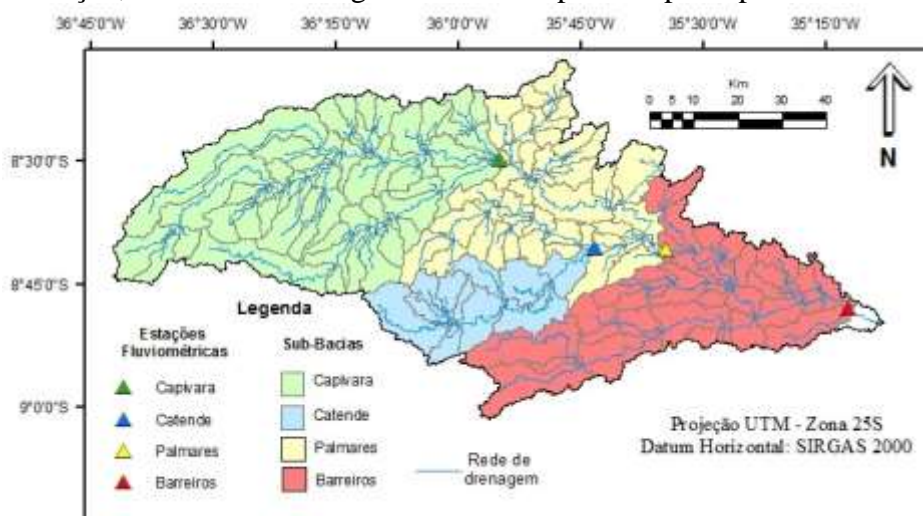 36°45'0"W 36°30'0"W 36°15'0"W 36°0'0"W 35°45'0"W 35°30'0"W 35°15'0"W
Km
0 5 10 20 30 40
N
8°30'0"S
8°45'0"S
9°0'0"S
Legenda
Estações
Fluviométricas
Capivara
Catende
Palmares
Barreiros
Sub-Bacias
Capivara
Catende
Palmares
Barreiros
Rede de
drenagem
Projeção UTM - Zona 25S
Datum Horizontal: SIRGAS 2000